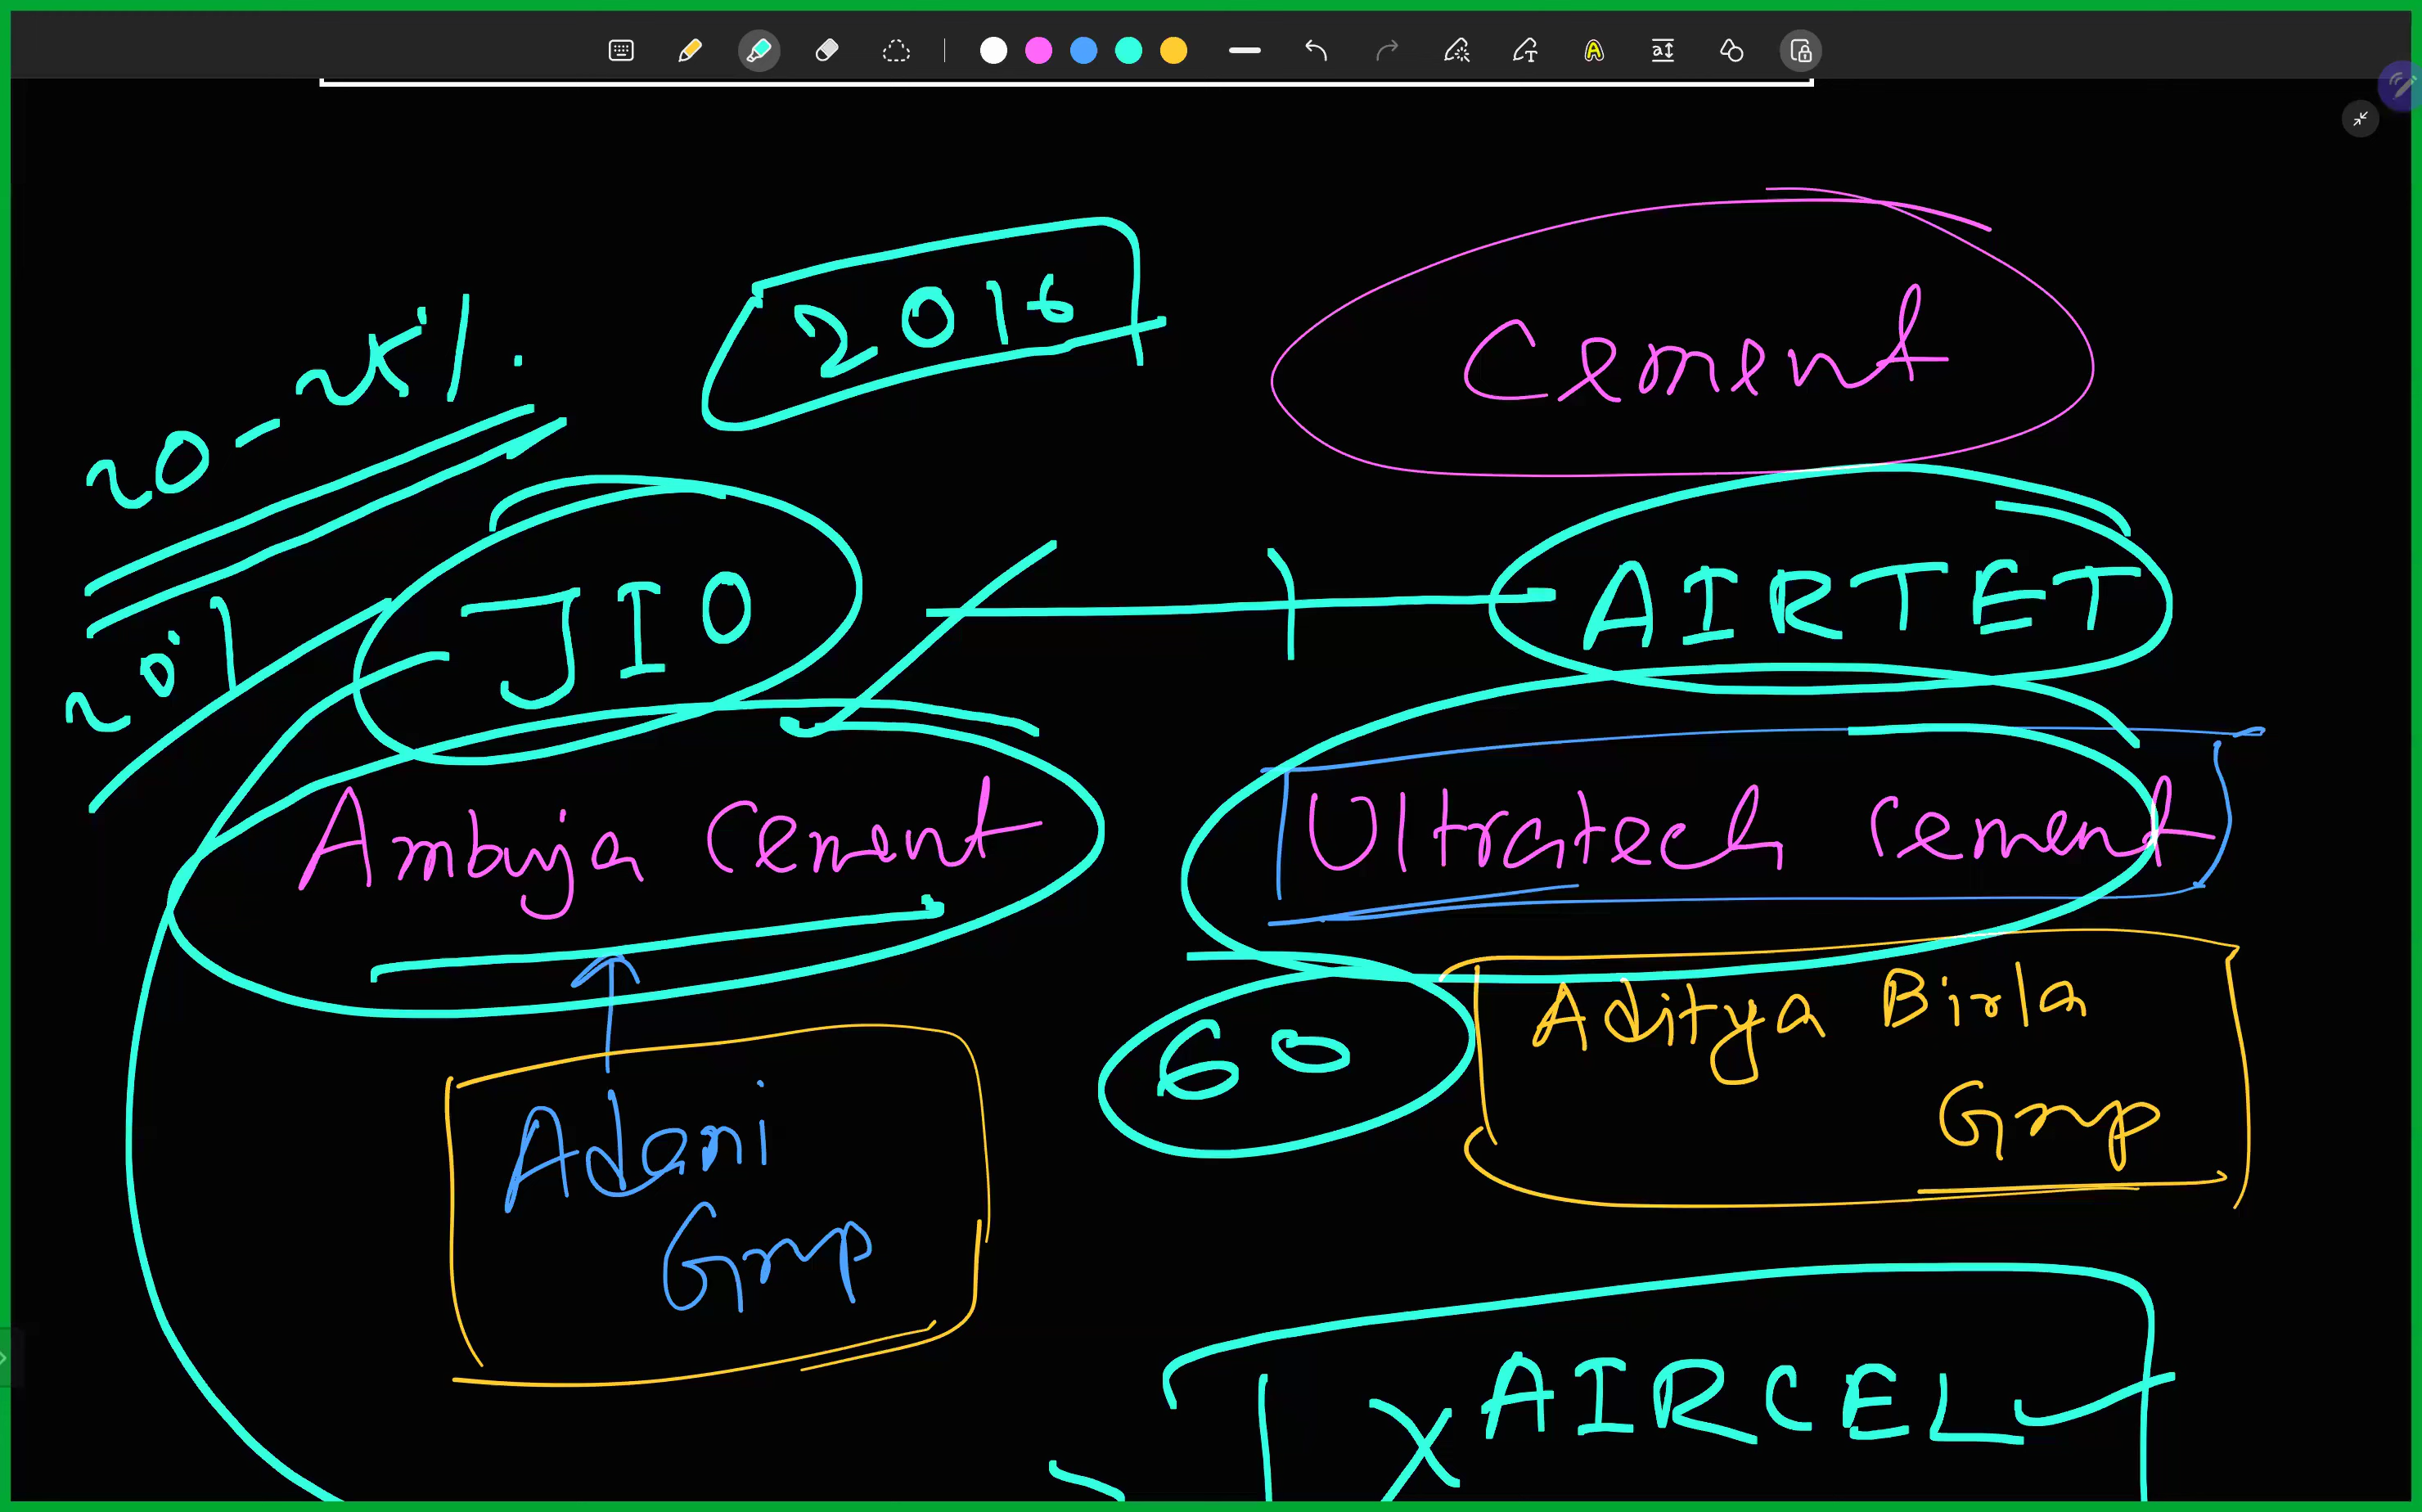 2016
Cement
20-25%.
JIO
AIRTET
20%
Ambuja Cement
Ultratech Cement
Aditya Birla
Grp
60
Adani
Grp
X AIRCEL